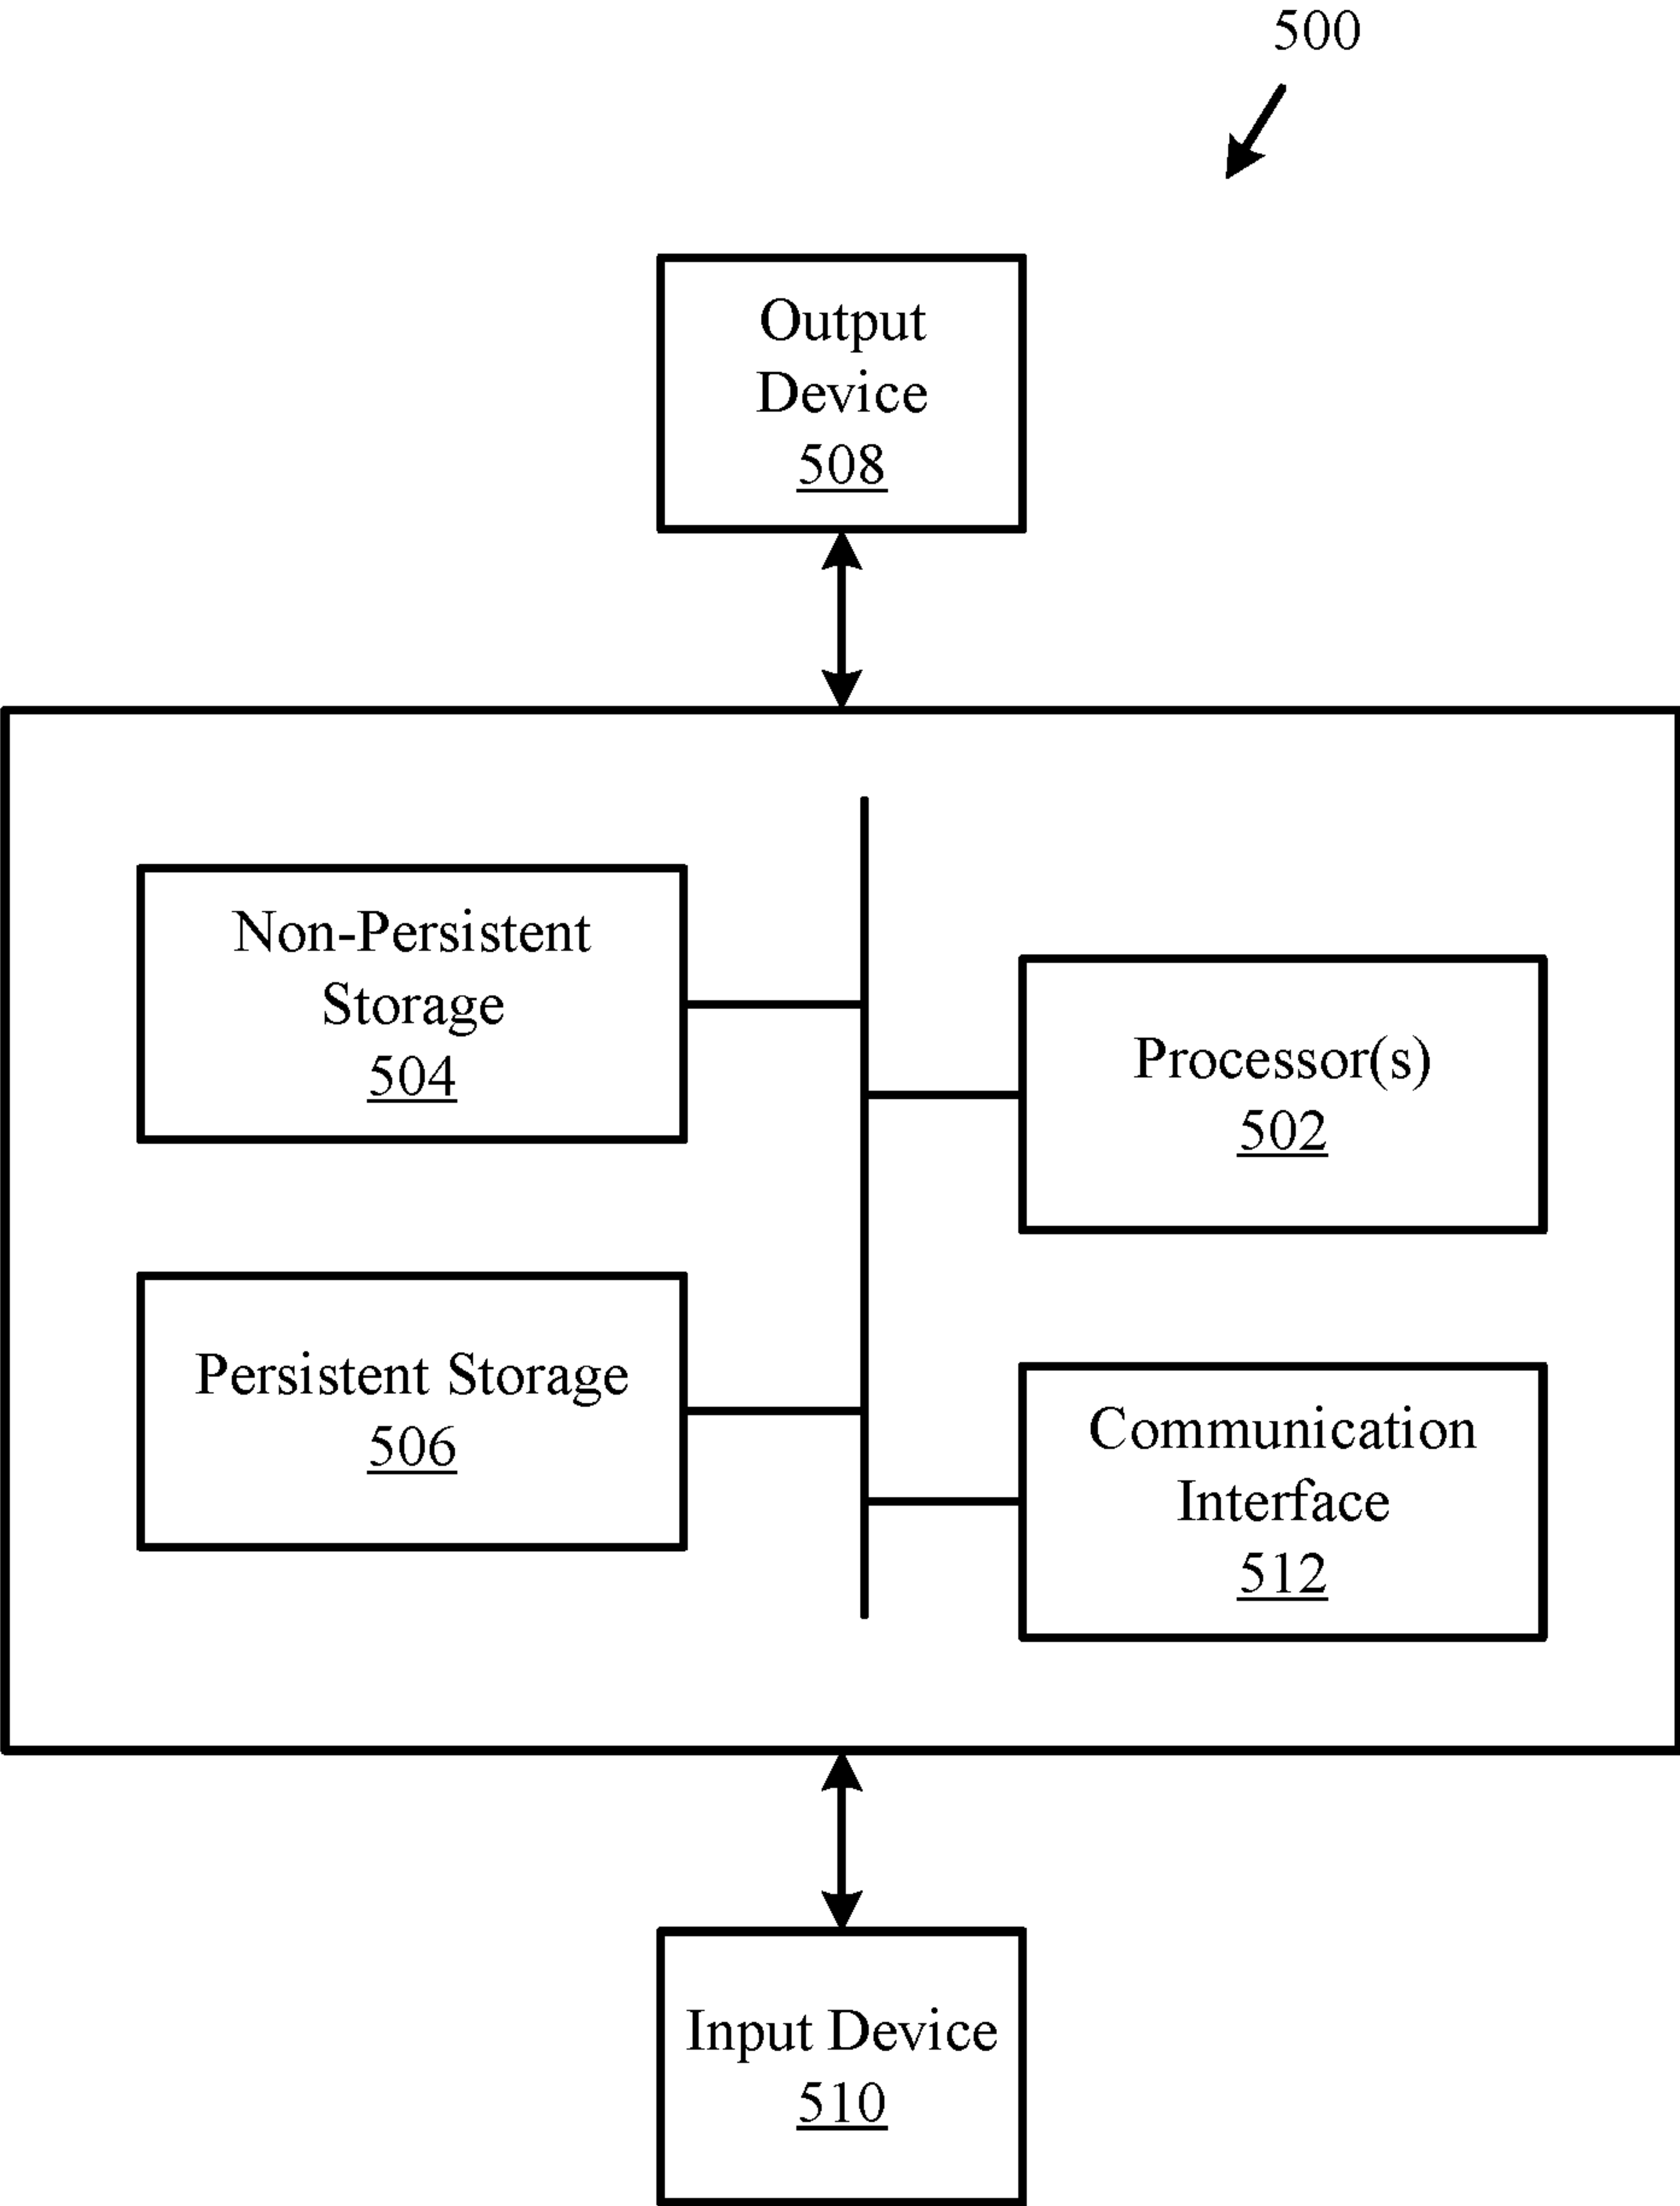 500
Output
Device
508
Non-Persistent
Storage
504
Processor(s)
502
Persistent Storage
506
Communication
Interface
512
Input Device
510